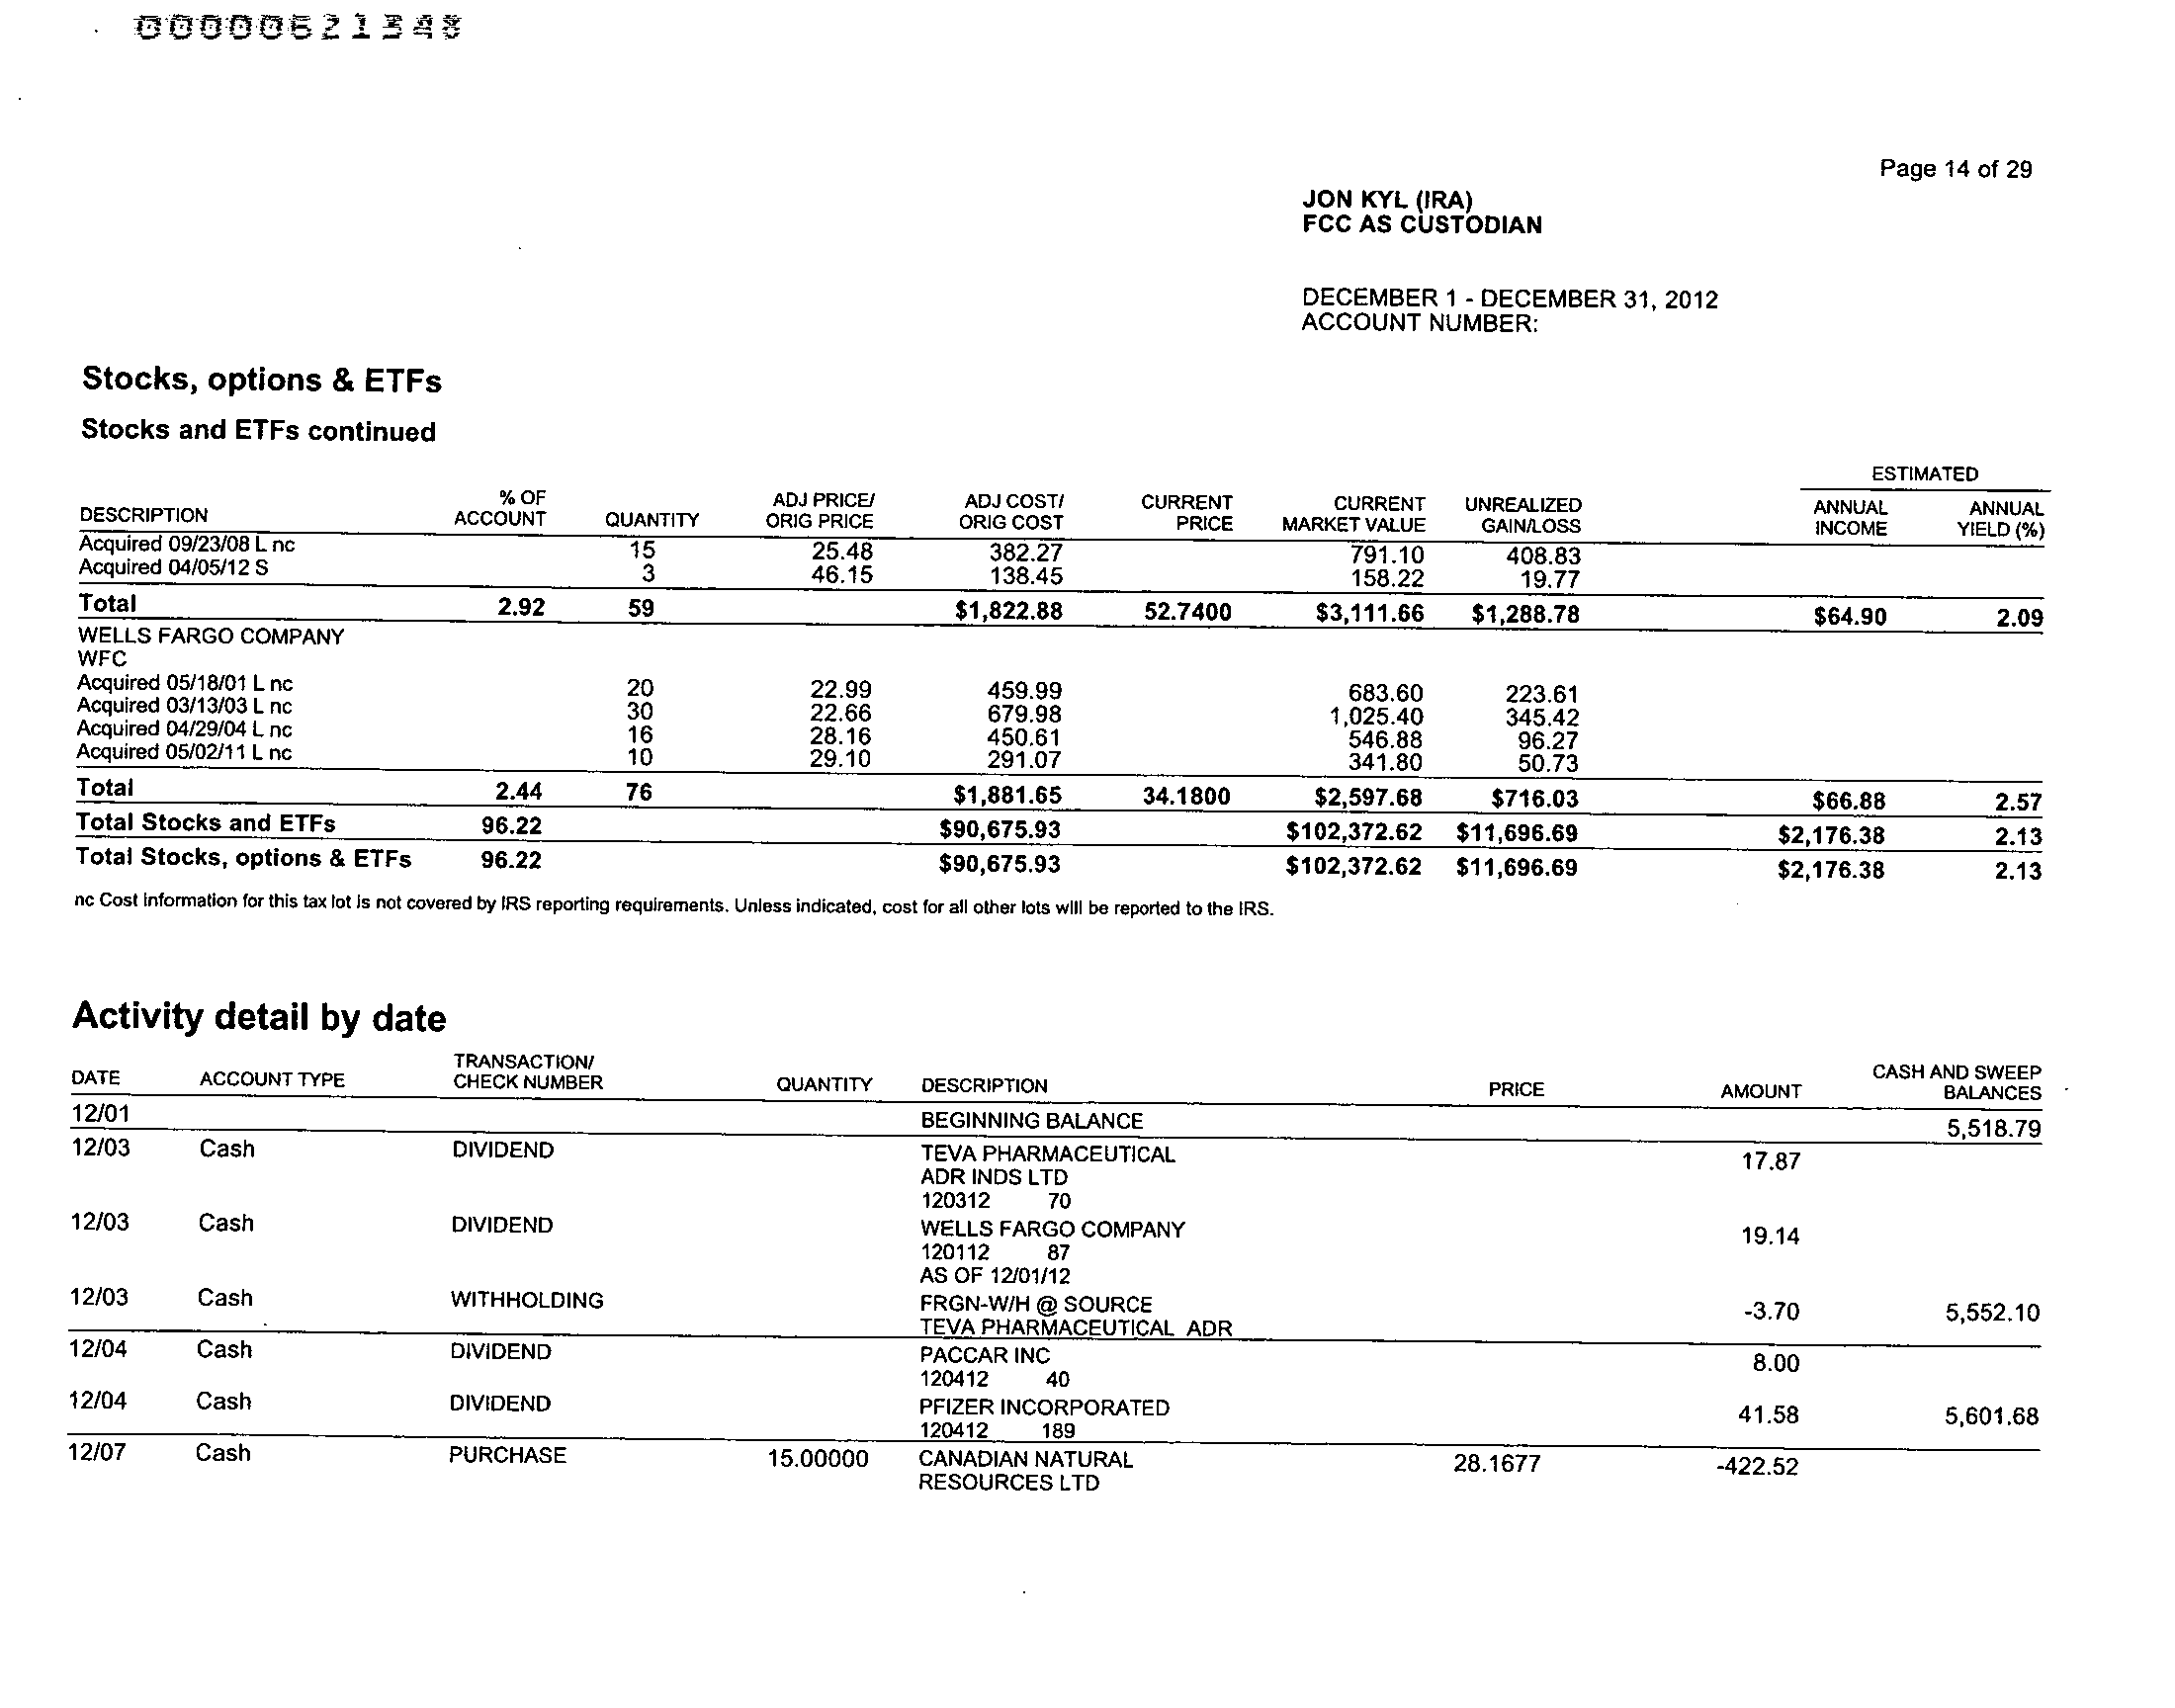 00000621348
Page 14 of 29
JON KYL (IRA)
FCC AS CUSTODIAN
DECEMBER 1 - DECEMBER 31, 2012
ACCOUNT NUMBER:
Stocks, options & ETFs
Stocks and ETFs continued
ESTIMATED
% OF ADJ PRICE/ ADJ COST/ CURRENT CURRENT UNREALIZED ANNUAL ANNUAL
DESCRIPTION ACCOUNT QUANTITY ORIG PRICE ORIG COST PRICE MARKET VALUE GAIN/LOSS INCOME YIELD (%)
Acquired 09/23/08 L nc 15 25.48 382.27 791.10 408.83
Acquired 04/05/12 S 3 46.15 138.45 158.22 19.77
Total 2.92 59 $1,822.88 52.7400 $3,111.66 $1,288.78 $64.90 2.09
WELLS FARGO COMPANY
WFC
Acquired 05/18/01 L nc 20 22.99 459.99 683.60 223.61
Acquired 03/13/03 L nc 30 22.66 679.98 1,025.40 345.42
Acquired 04/29/04 L nc 16 28.16 450.61 546.88 96.27
Acquired 05/02/11 L nc 10 29.10 291.07 341.80 50.73
Total 2.44 76 $1,881.65 34.1800 $2,597.68 $716.03 $66.88 2.57
Total Stocks and ETFs 96.22 $90,675.93 $102,372.62 $11,696.69 $2,176.38 2.13
Total Stocks, options & ETFs 96.22 $90,675.93 $102,372.62 $11,696.69 $2,176.38 2.13
nc Cost information for this tax lot is not covered by IRS reporting requirements. Unless indicated, cost for all other lots will be reported to the IRS.
Activity detail by date
TRANSACTION/ CASH AND SWEEP
DATE ACCOUNT TYPE CHECK NUMBER QUANTITY DESCRIPTION PRICE AMOUNT BALANCES
12/01 BEGINNING BALANCE 5,518.79
12/03 Cash DIVIDEND TEVA PHARMACEUTICAL 17.87
ADR INDS LTD
120312 70
12/03 Cash DIVIDEND WELLS FARGO COMPANY 19.14
120112 87
AS OF 12/01/12
12/03 Cash WITHHOLDING FRGN-W/H @ SOURCE -3.70 5,552.10
TEVA PHARMACEUTICAL ADR
12/04 Cash DIVIDEND PACCAR INC 8.00
120412 40
12/04 Cash DIVIDEND PFIZER INCORPORATED 41.58 5,601.68
120412 189
12/07 Cash PURCHASE 15.00000 CANADIAN NATURAL 28.1677 -422.52
RESOURCES LTD